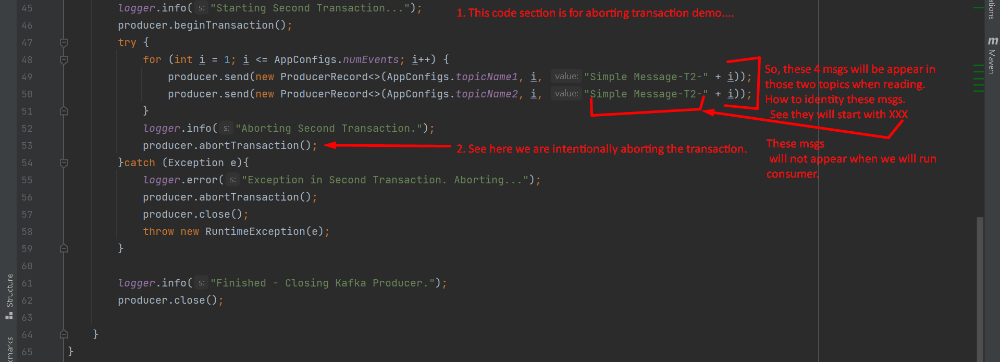 45 logger.info( s: "Starting Second Transaction...");
1. This code section is for aborting transaction demo....
46 producer.beginTransaction();
47 try {
48 for (int i = 1; i <= AppConfigs.numEvents; i++) {
49 producer.send(new ProducerRecord<>(AppConfigs.topicName1, i, value: "Simple Message-T2-" + i));
50 producer.send(new ProducerRecord<>(AppConfigs.topicName2, i, value: "Simple Message-T2-" + i));
51 }
So, these 4 msgs will be appear in
those two topics when reading.
How to identity these msgs.
See they will start with XXX
52 logger.info( s: "Aborting Second Transaction.");
53 producer.abortTransaction();
2. See here we are intentionally aborting the transaction.
These msgs
will not appear when we will run
consumer.
54 }catch (Exception e){
55 logger.error( s: "Exception in Second Transaction. Aborting...");
56 producer.abortTransaction();
57 producer.close();
58 throw new RuntimeException(e);
59 }
60
61 logger.info( s: "Finished - Closing Kafka Producer.");
62 producer.close();
63
64 }
65 }
Structure
m Maven